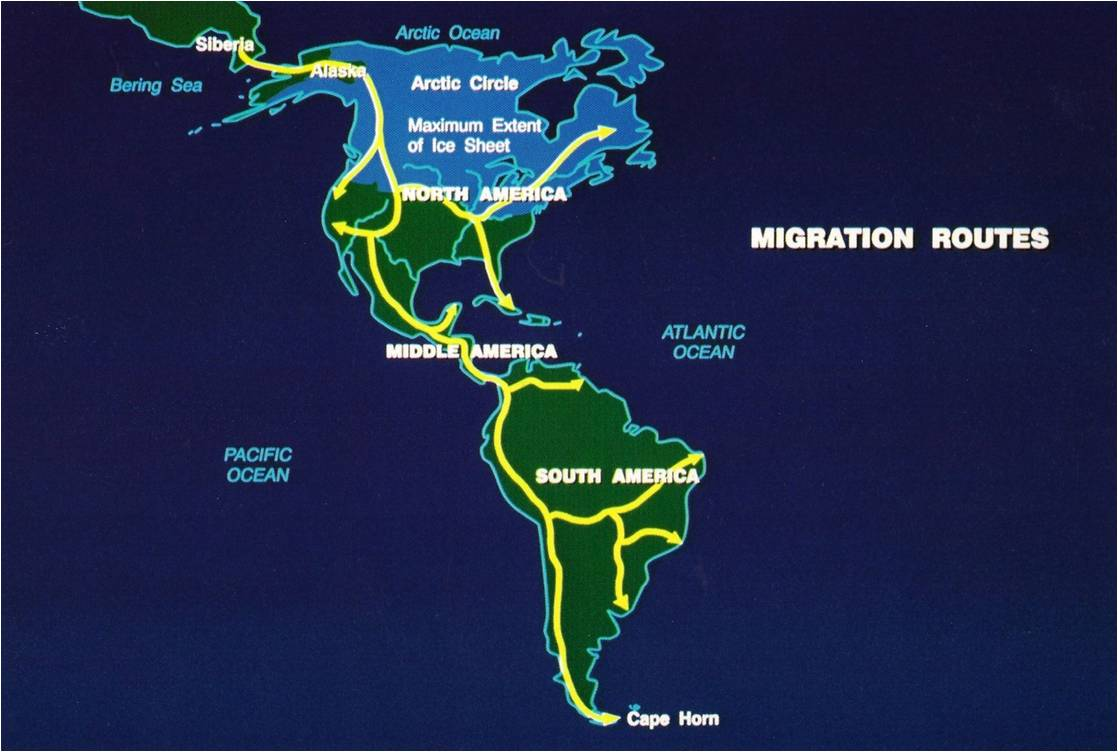 Arctic Ocean
Siberia
Alaska
Bering Sea
Arctic Circle
Maximum Extent
of Ice Sheet
NORTH AMERICA
MIGRATION ROUTES
ATLANTIC
OCEAN
MIDDLE AMERICA
PACIFIC
OCEAN
SOUTH AMERICA
Cape Horn